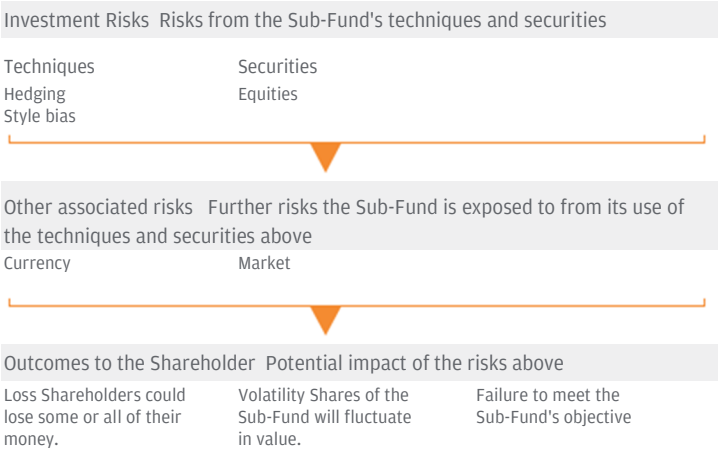 Investment Risks Risks from the Sub-Fund's techniques and securities
Techniques Securities
Hedging Equities
Style bias
Other associated risks Further risks the Sub-Fund is exposed to from its use of
the techniques and securities above
Currency Market
Outcomes to the Shareholder Potential impact of the risks above
Loss Shareholders could
lose some or all of their
money.
Volatility Shares of the
Sub-Fund will fluctuate
in value.
Failure to meet the
Sub-Fund's objective